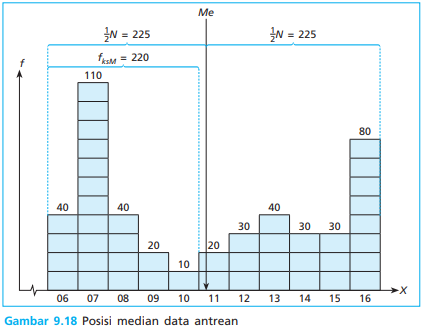 Me
½N = 225
½N = 225
f_ksM = 220
f
110
80
40
40
40
30
30
30
20
20
10
06 07 08 09 10 11 12 13 14 15 16
X
Gambar 9.18 Posisi median data antrean